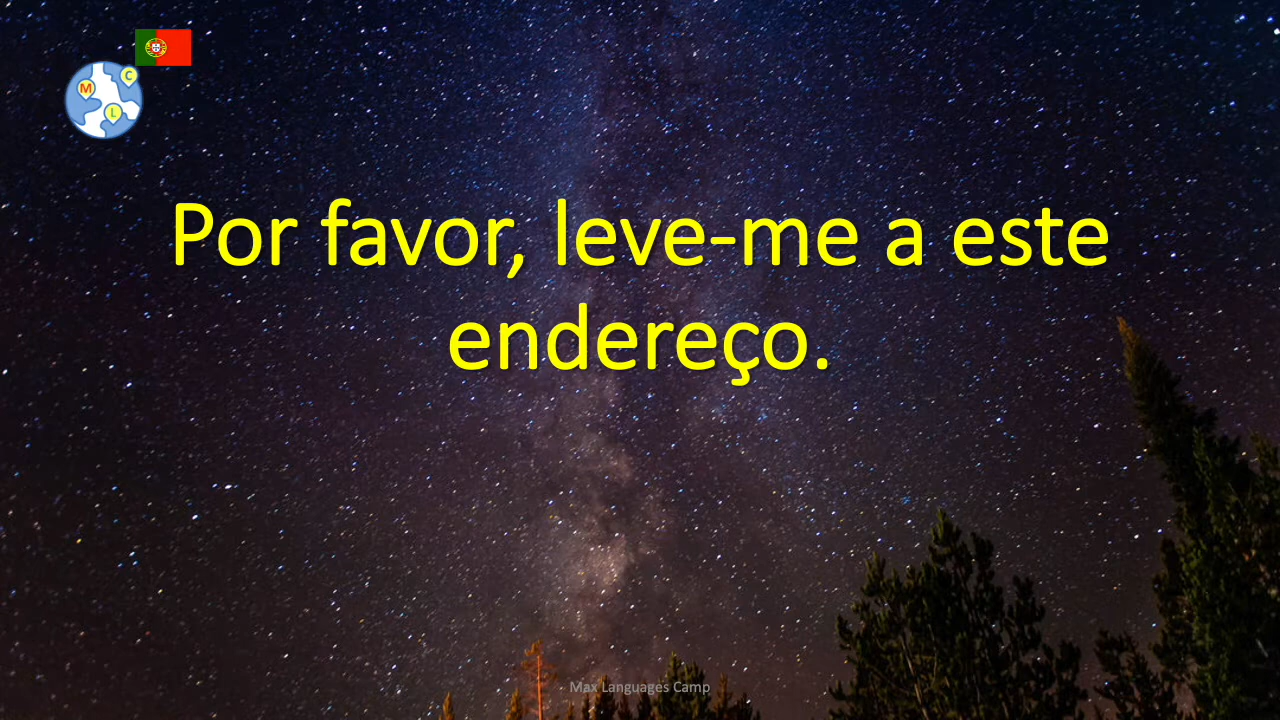 M
C
L
Por favor, leve-me a este
endereço.
Max Languages Camp